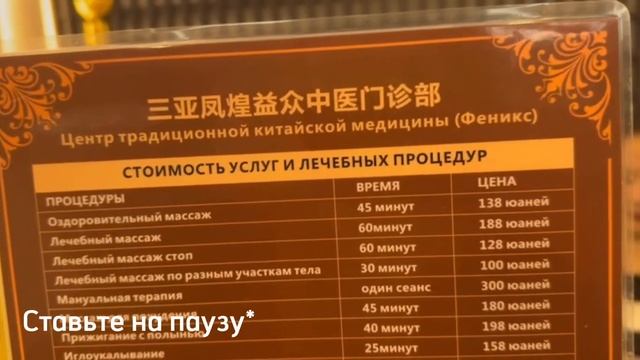 三亚凤煌益众中医门诊部
Центр традиционной китайской медицины (Феникс)
СТОИМОСТЬ УСЛУГ И ЛЕЧЕБНЫХ ПРОЦЕДУР
ПРОЦЕДУРЫ ВРЕМЯ ЦЕНА
Оздоровительный массаж 45 минут 138 юаней
Лечебный массаж 60минут 188 юаней
Лечебный массаж стоп 60 минут 128 юаней
Лечебный массаж по разным участкам тела 30 минут 100 юаней
Мануальная терапия один сеанс 300 юаней
45 минут 180 юаней
Прижигание с полынью 40 минут 198 юаней
Иглоукалывание 25минут 158 юаней
Ставьте на паузу*